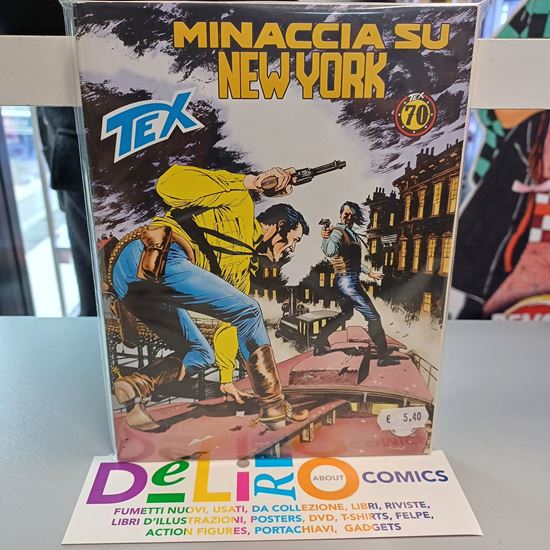 MINACCIA SU
NEW YORK
TEX
TEX
70
€ 5,40
DeLiRiO
ABOUT
COMICS
FUMETTI NUOVI, USATI, DA COLLEZIONE, LIBRI, RIVISTE,
LIBRI D'ILLUSTRAZIONI, POSTERS, DVD, T-SHIRTS, FELPE,
ACTION FIGURES, PORTACHIAVI, GADGETS